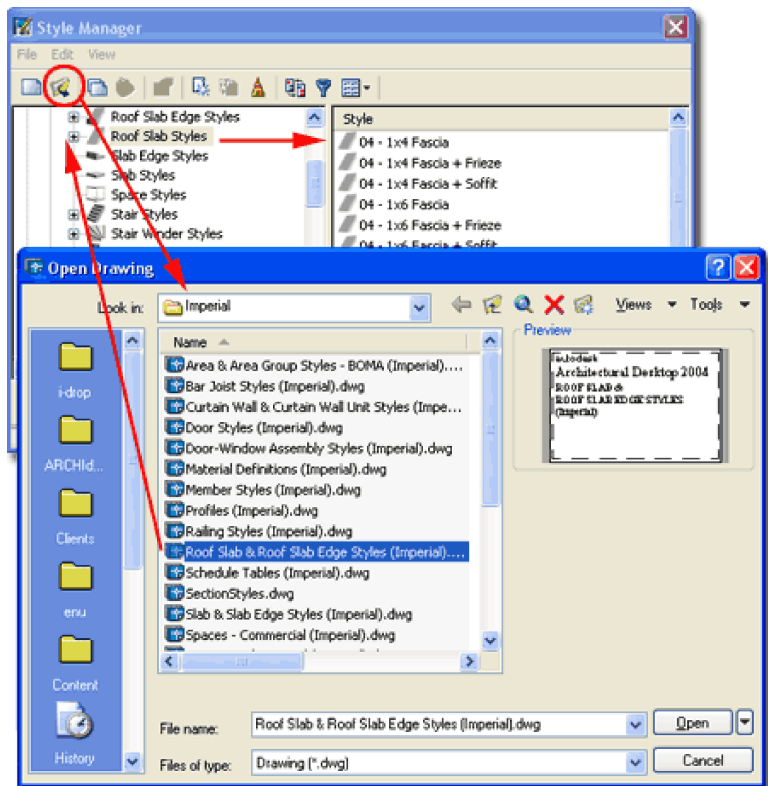 Style Manager
File Edit View
Roof Slab Edge Styles
Roof Slab Styles
Slab Edge Styles
Slab Styles
Space Styles
Stair Styles
Stair Winder Styles
Style
04 - 1x4 Fascia
04 - 1x4 Fascia + Frieze
04 - 1x4 Fascia + Soffit
04 - 1x6 Fascia
04 - 1x6 Fascia + Frieze
04 - 1x6 Fascia + Soffit
Open Drawing
Look in:
Imperial
Views
Tools
i-drop
ARCHId...
Clients
enu
Content
History
Name
Area & Area Group Styles - BOMA (Imperial)....
Bar Joist Styles (Imperial).dwg
Curtain Wall & Curtain Wall Unit Styles (Impe...
Door Styles (Imperial).dwg
Door-Window Assembly Styles (Imperial).dwg
Material Definitions (Imperial).dwg
Member Styles (Imperial).dwg
Profiles (Imperial).dwg
Railing Styles (Imperial).dwg
Roof Slab & Roof Slab Edge Styles (Imperial)....
Schedule Tables (Imperial).dwg
SectionStyles.dwg
Slab & Slab Edge Styles (Imperial).dwg
Spaces - Commercial (Imperial).dwg
Preview
autodesk
Architectural Desktop 2004
ROOF SLAB &
ROOF SLAB EDGE STYLES
(Imperial)
File name:
Roof Slab & Roof Slab Edge Styles (Imperial).dwg
Open
Files of type:
Drawing (*.dwg)
Cancel